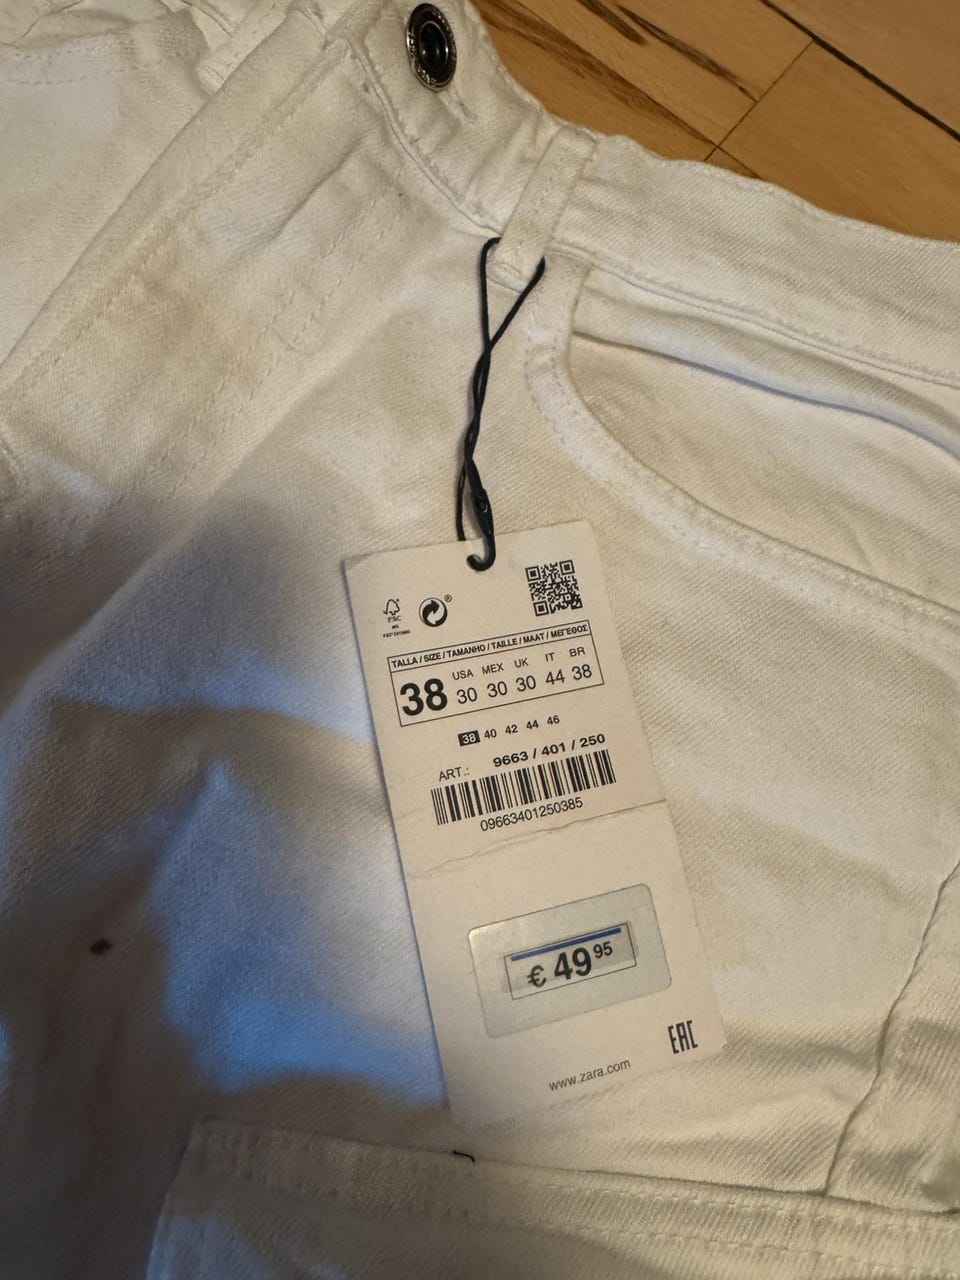 FSC
®
TALLA / SIZE / TAMANHO / TAILLE / MAAT / ΜΕΓΕΘΟΣ
USA MEX UK IT BR
38 30 30 30 44 38
38 40 42 44 46
ART.: 9663 / 401 / 250
09663401250385
€ 49 95
EAC
www.zara.com